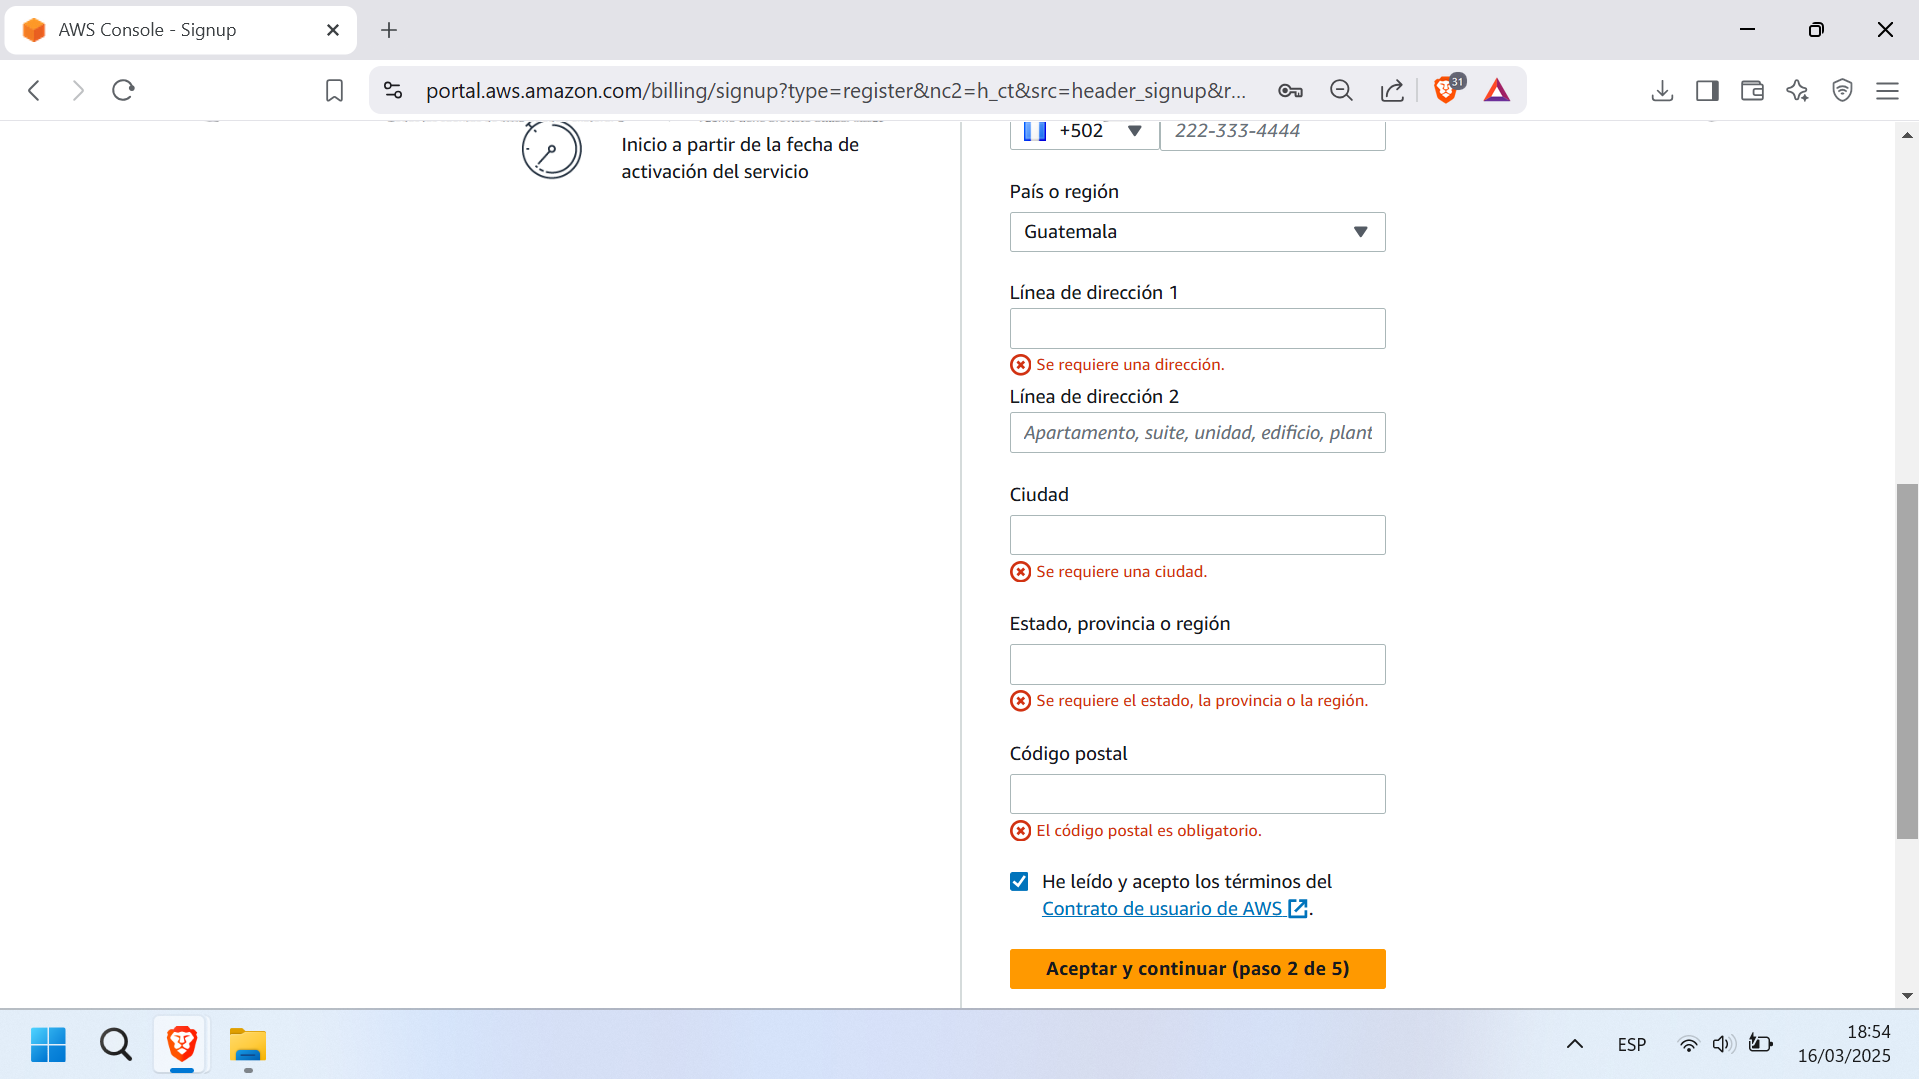 AWS Console - Signup
portal.aws.amazon.com/billing/signup?type=register&nc2=h_ct&src=header_signup&r...
31
Inicio a partir de la fecha de
activación del servicio
+502
222-333-4444
País o región
Guatemala
Línea de dirección 1
Se requiere una dirección.
Línea de dirección 2
Apartamento, suite, unidad, edificio, plant
Ciudad
Se requiere una ciudad.
Estado, provincia o región
Se requiere el estado, la provincia o la región.
Código postal
El código postal es obligatorio.
He leído y acepto los términos del
Contrato de usuario de AWS.
Aceptar y continuar (paso 2 de 5)
ESP
18:54
16/03/2025